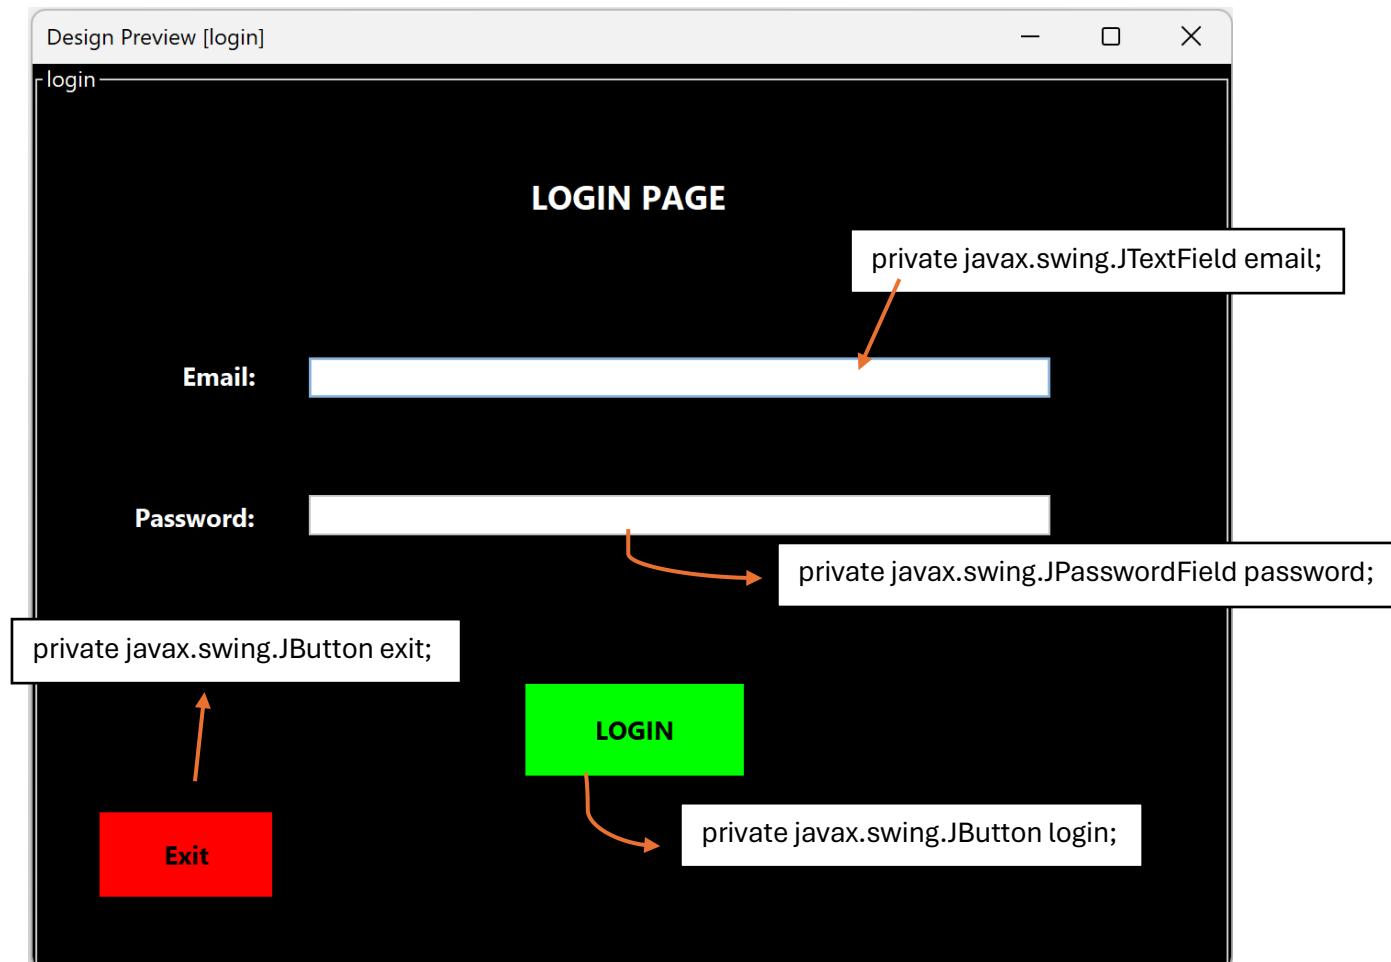 Design Preview [login]
login
LOGIN PAGE
private javax.swing.JTextField email;
Email:
Password:
private javax.swing.JPasswordField password;
private javax.swing.JButton exit;
LOGIN
private javax.swing.JButton login;
Exit